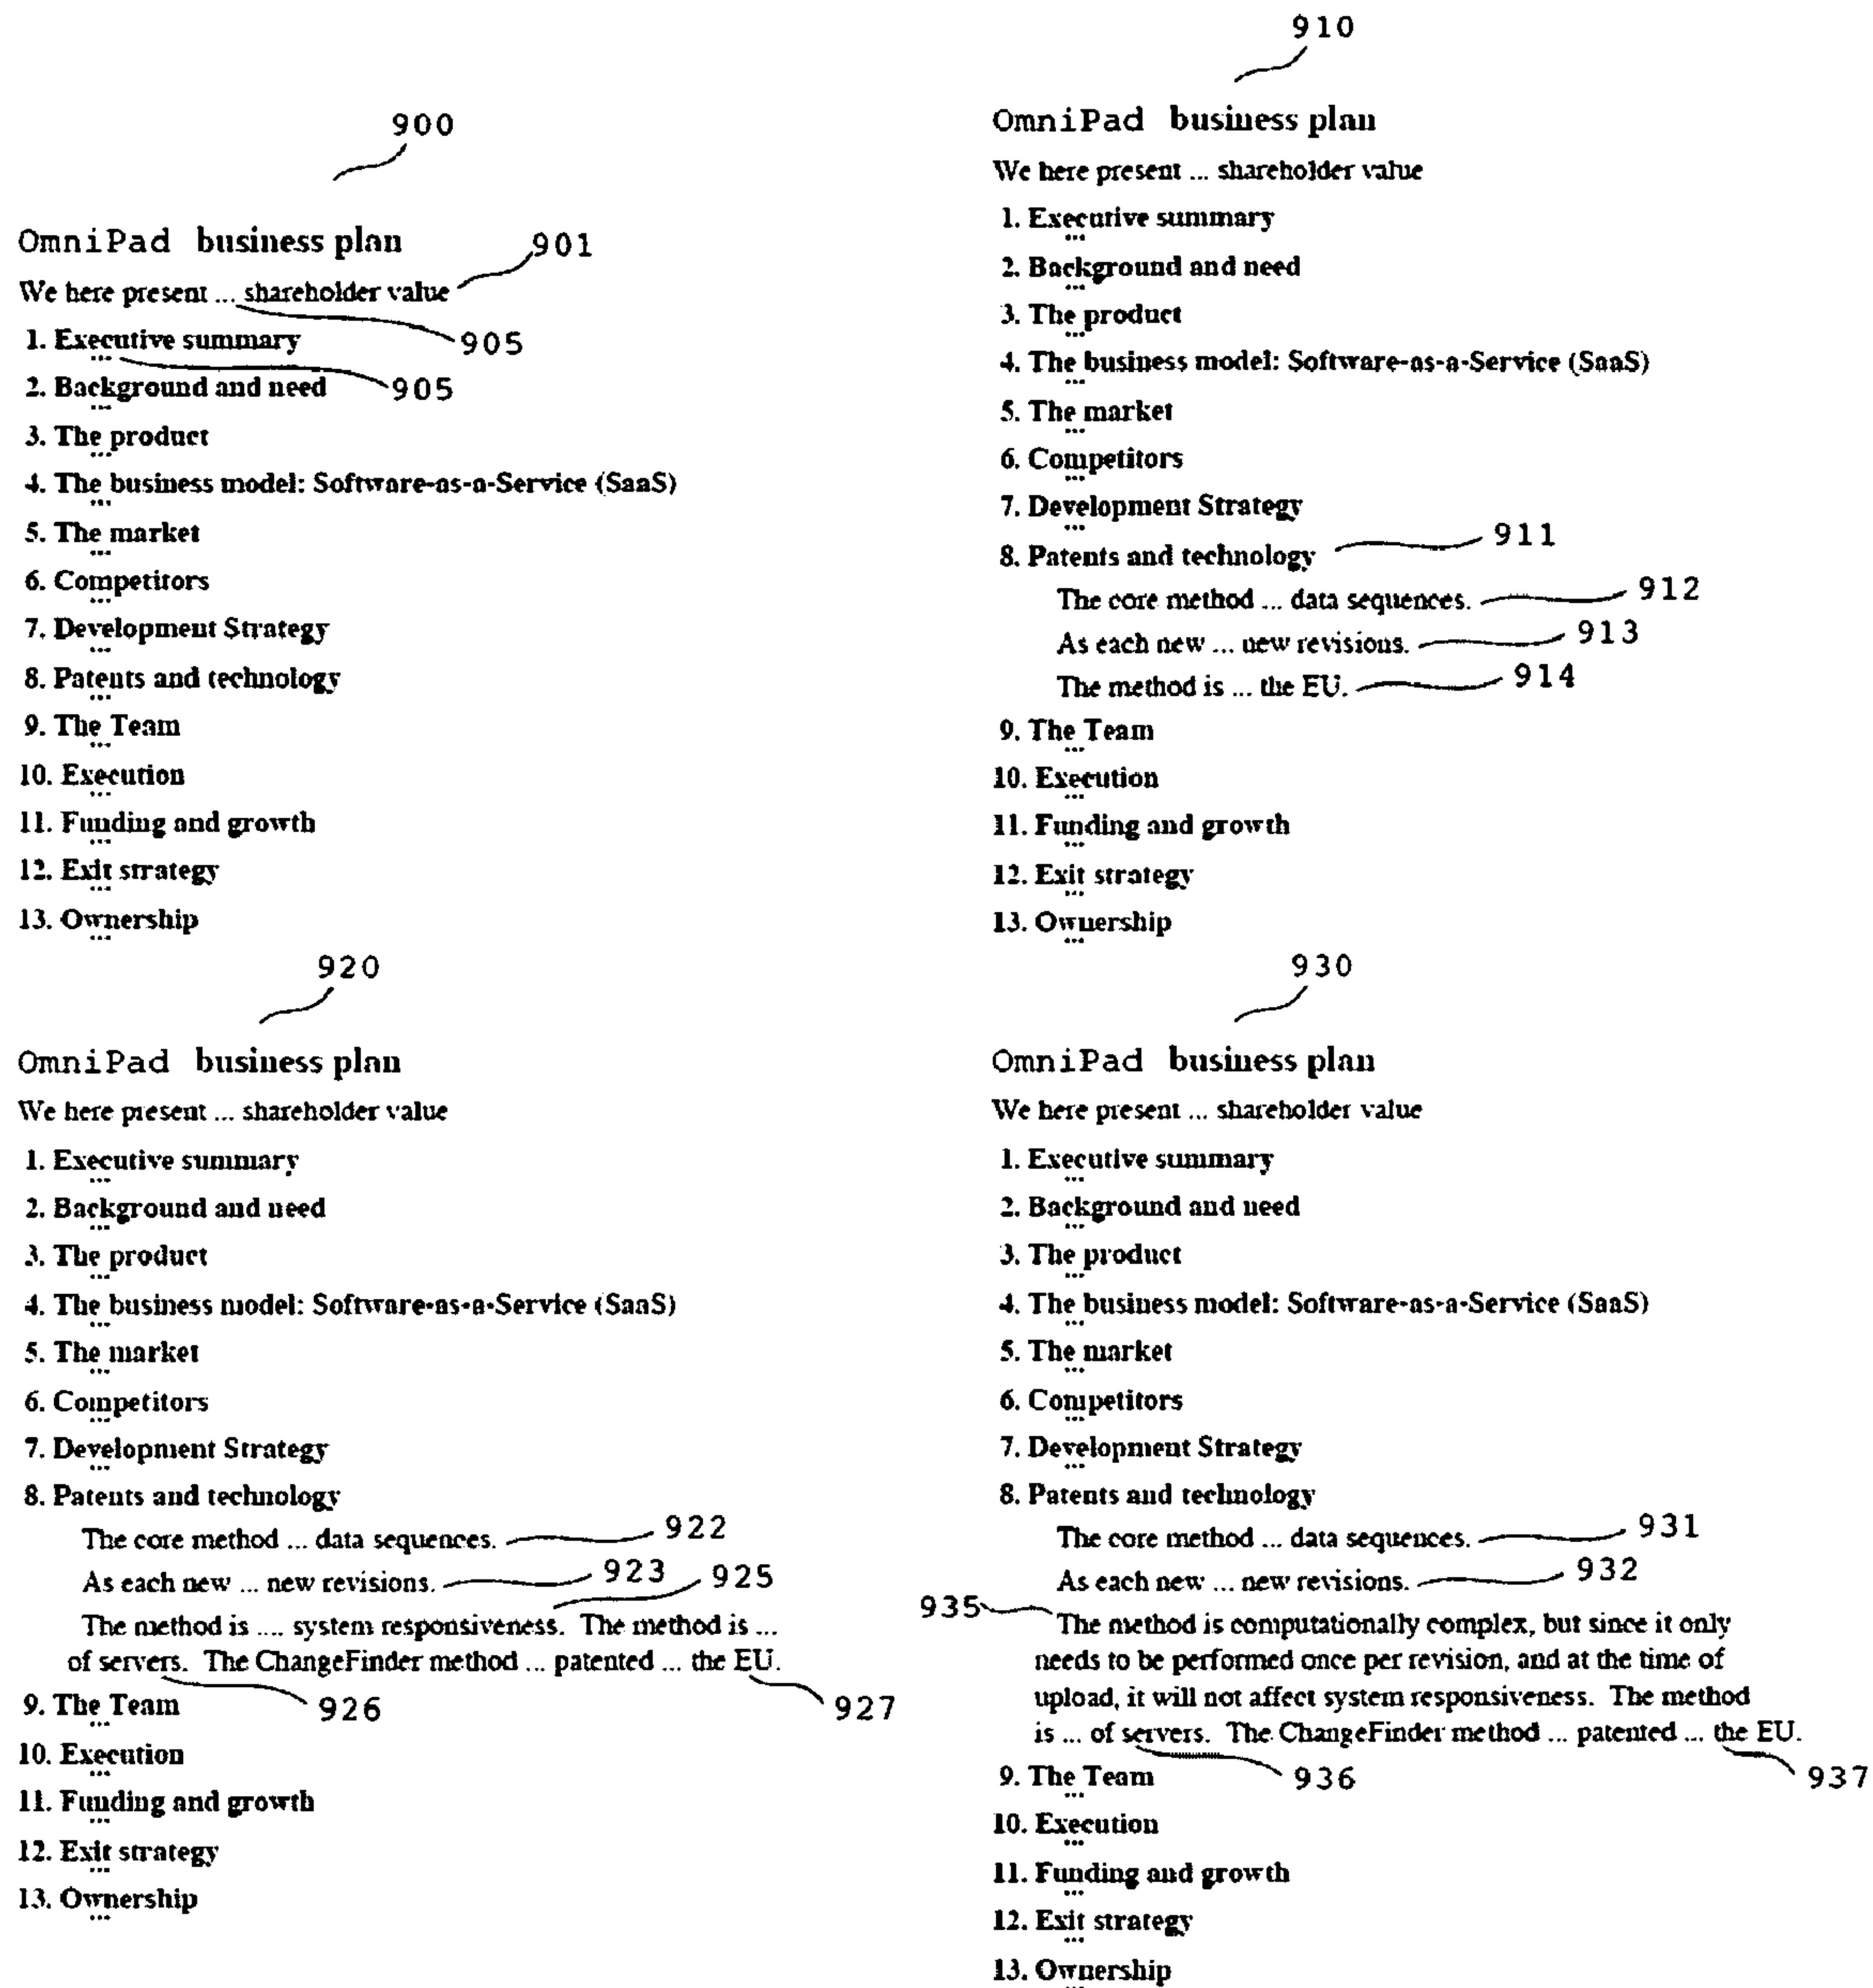 900
OmniPad business plan
901
We here present ... shareholder value
905
1. Executive summary
...
905
2. Background and need
...
3. The product
...
4. The business model: Software-as-a-Service (SaaS)
...
5. The market
...
6. Competitors
...
7. Development Strategy
...
8. Patents and technology
...
9. The Team
...
10. Execution
...
11. Funding and growth
...
12. Exit strategy
...
13. Ownership
...
910
OmniPad business plan
We here present ... shareholder value
1. Executive summary
...
2. Background and need
...
3. The product
...
4. The business model: Software-as-a-Service (SaaS)
...
5. The market
...
6. Competitors
...
7. Development Strategy
...
8. Patents and technology
911
The core method ... data sequences.
912
As each new ... new revisions.
913
The method is ... the EU.
914
9. The Team
...
10. Execution
...
11. Funding and growth
...
12. Exit strategy
...
13. Ownership
...
920
OmniPad business plan
We here present ... shareholder value
1. Executive summary
...
2. Background and need
...
3. The product
...
4. The business model: Software-as-a-Service (SaaS)
...
5. The market
...
6. Competitors
...
7. Development Strategy
...
8. Patents and technology
The core method ... data sequences.
922
As each new ... new revisions.
923
925
The method is .... system responsiveness. The method is ...
of servers. The ChangeFinder method ... patented ... the EU.
926
927
9. The Team
...
10. Execution
...
11. Funding and growth
...
12. Exit strategy
...
13. Ownership
...
930
OmniPad business plan
We here present ... shareholder value
1. Executive summary
...
2. Background and need
...
3. The product
...
4. The business model: Software-as-a-Service (SaaS)
...
5. The market
...
6. Competitors
...
7. Development Strategy
...
8. Patents and technology
The core method ... data sequences.
931
As each new ... new revisions.
932
935
The method is computationally complex, but since it only
needs to be performed once per revision, and at the time of
upload, it will not affect system responsiveness. The method
is ... of servers. The ChangeFinder method ... patented ... the EU.
936
937
9. The Team
...
10. Execution
...
11. Funding and growth
...
12. Exit strategy
...
13. Ownership